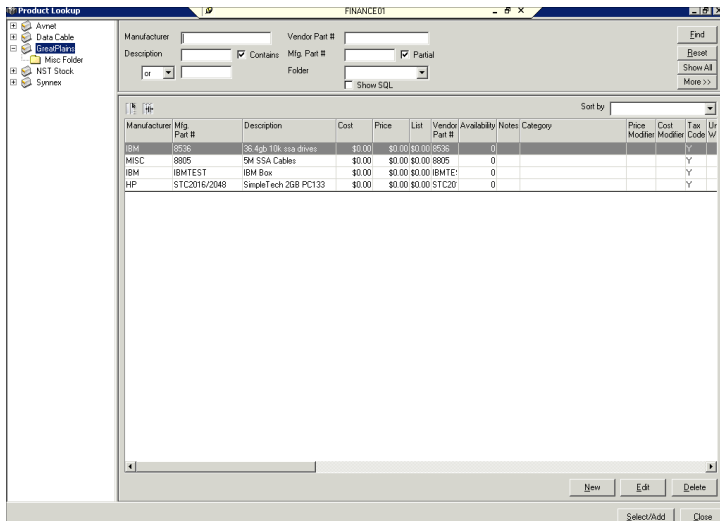 Product Lookup
FINANCE01
Avnet
Data Cable
GreatPlains
Misc Folder
NST Stock
Synnex
Manufacturer
Vendor Part #
Find
Description
Contains
Mfg. Part #
Partial
Reset
or
Folder
Show All
Show SQL
More >>
Sort by
Manufacturer Mfg. Part # Description Cost Price List Vendor Part # Availability Notes Category Price Modifier Cost Modifier Tax Code
IBM 8536 36.4gb 10k ssa drives $0.00 $0.00 $0.00 8536 0 Y
MISC 8805 5M SSA Cables $0.00 $0.00 $0.00 8805 0 Y
IBM IBMTEST IBM Box $0.00 $0.00 $0.00 IBMTE 0 Y
HP STC2016/2048 SimpleTech 2GB PC133 $0.00 $0.00 $0.00 STC20 0 Y
New Edit Delete
Select/Add Close